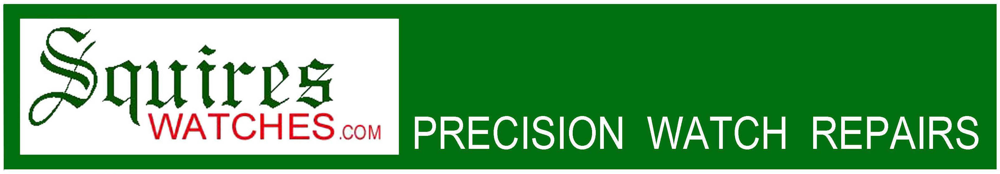 Squires
WATCHES.COM
PRECISION WATCH REPAIRS